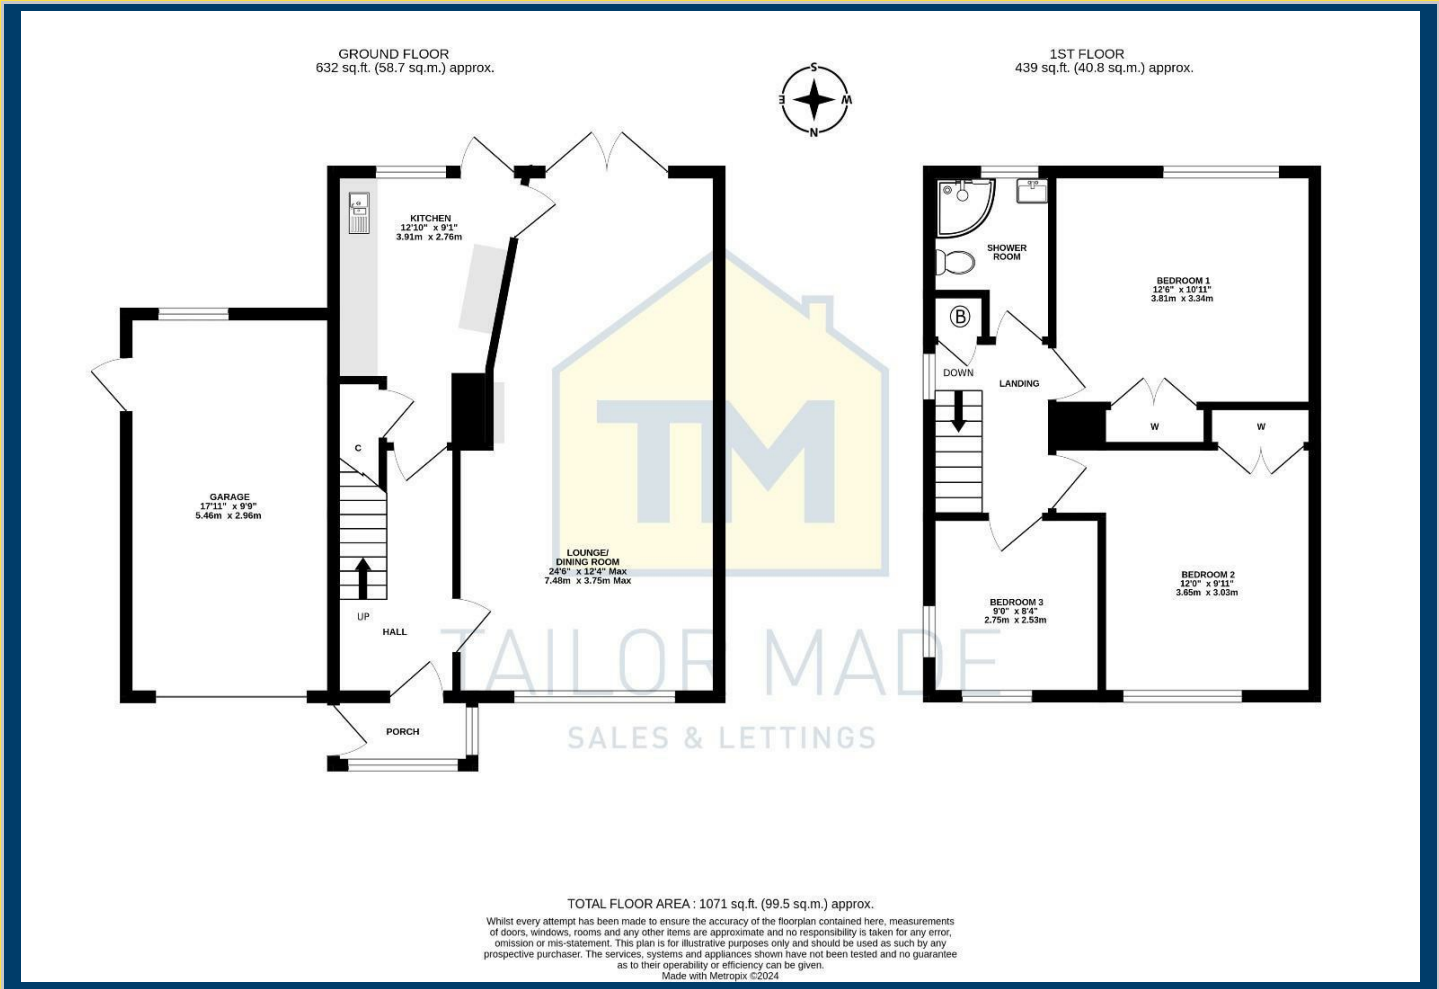 GROUND FLOOR
632 sq.ft. (58.7 sq.m.) approx.
1ST FLOOR
439 sq.ft. (40.8 sq.m.) approx.
S
E
W
N
KITCHEN
12'10" x 9'1"
3.91m x 2.76m
SHOWER
ROOM
BEDROOM 1
12'6" x 10'11"
3.81m x 3.34m
B
DOWN
LANDING
W
W
C
TM
GARAGE
17'11" x 9'9"
5.46m x 2.96m
LOUNGE/
DINING ROOM
24'6" x 12'4" Max
7.48m x 3.75m Max
BEDROOM 2
12'0" x 9'11"
3.65m x 3.03m
BEDROOM 3
9'0" x 8'4"
2.75m x 2.53m
UP
HALL
TAILOR MADE
SALES & LETTINGS
PORCH
TOTAL FLOOR AREA : 1071 sq.ft. (99.5 sq.m.) approx.
Whilst every attempt has been made to ensure the accuracy of the floorplan contained here, measurements
of doors, windows, rooms and any other items are approximate and no responsibility is taken for any error,
omission or mis-statement. This plan is for illustrative purposes only and should be used as such by any
prospective purchaser. The services, systems and appliances shown have not been tested and no guarantee
as to their operability or efficiency can be given.
Made with Metropix ©2024